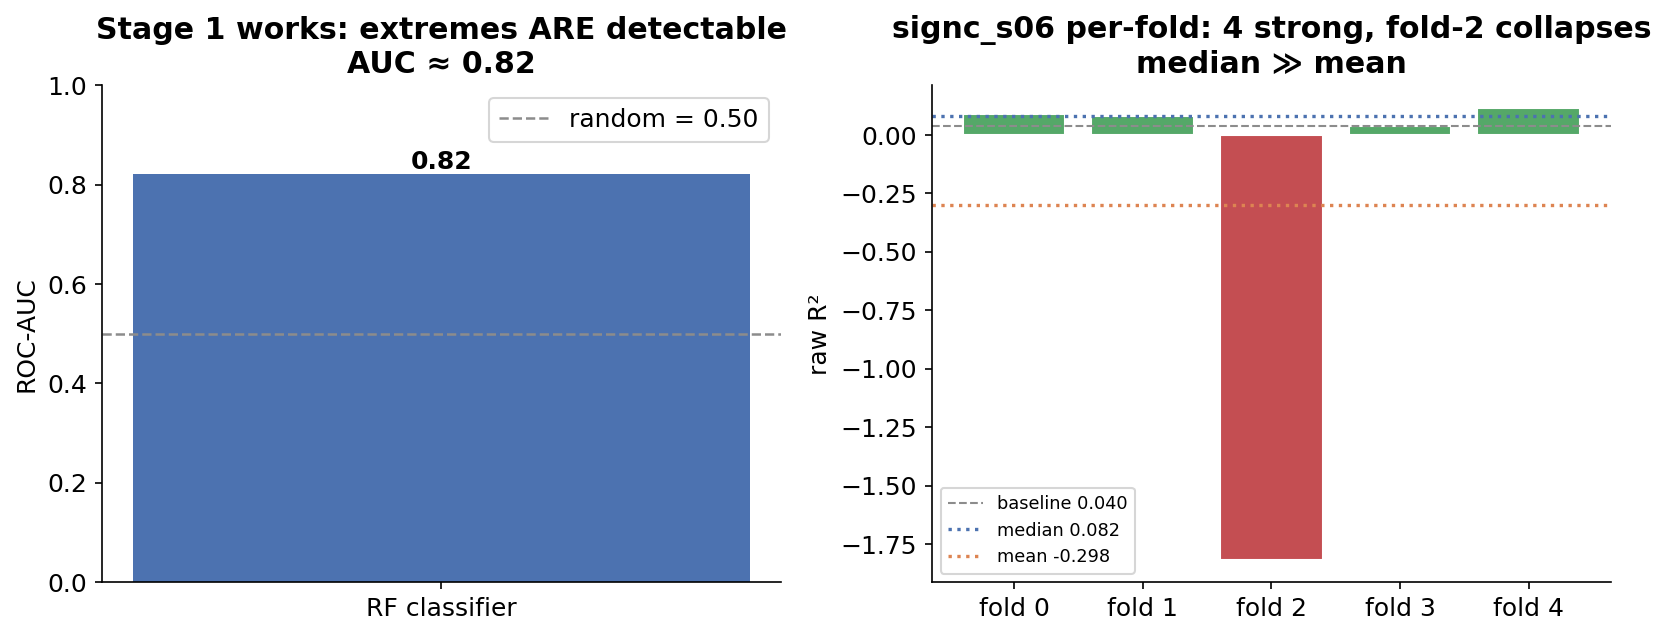 Stage 1 works: extremes ARE detectable
AUC ≈ 0.82
ROC-AUC
1.0
0.8
0.6
0.4
0.2
0.0
random = 0.50
0.82
RF classifier
signc_s06 per-fold: 4 strong, fold-2 collapses
median ≫ mean
raw R²
0.00
−0.25
−0.50
−0.75
−1.00
−1.25
−1.50
−1.75
baseline 0.040
median 0.082
mean -0.298
fold 0
fold 1
fold 2
fold 3
fold 4